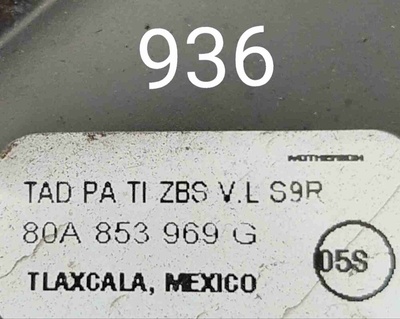 936
MOTHERSON
TAD PA TI ZBS V.L S9R
80A 853 969 G
05S
TLAXCALA, MEXICO